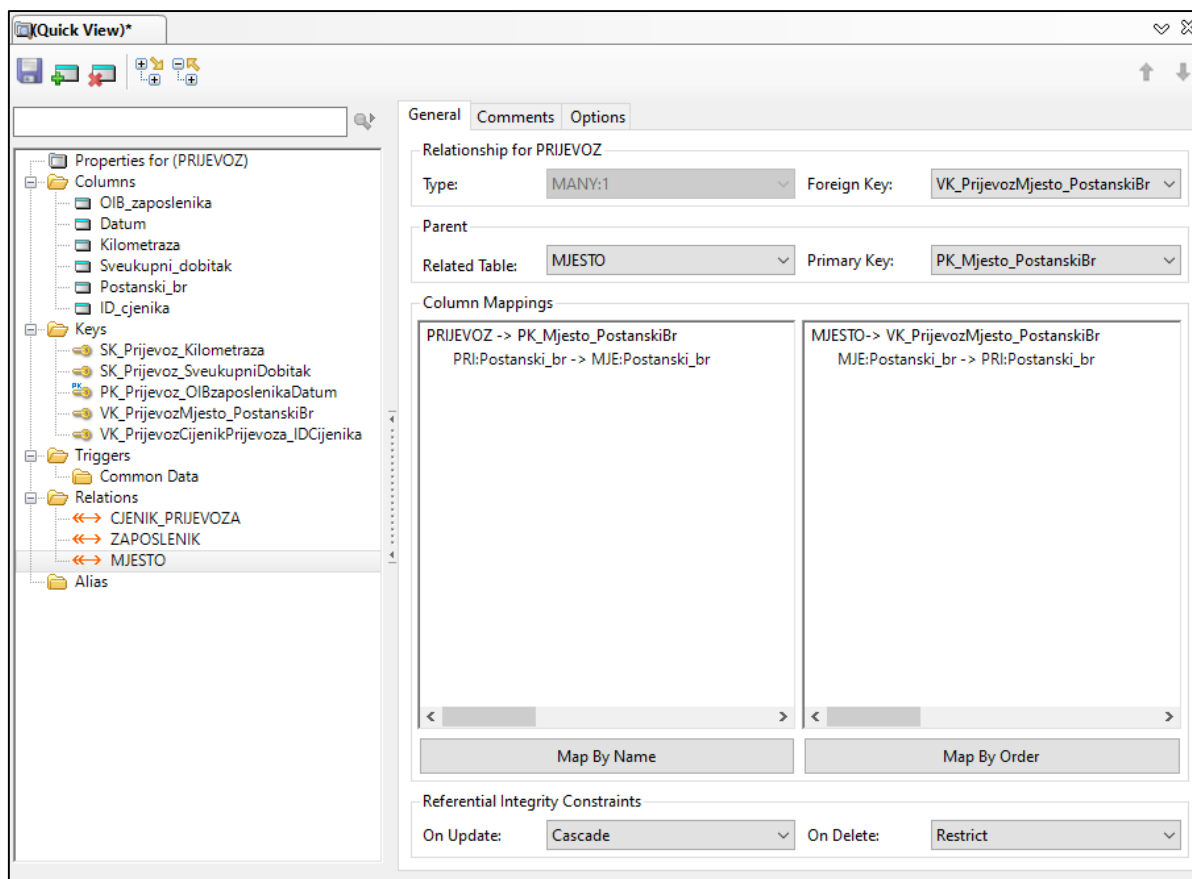 (Quick View)*
Properties for (PRIJEVOZ)
Columns
OIB_zaposlenika
Datum
Kilometraza
Sveukupni_dobitak
Postanski_br
ID_cjenika
Keys
SK_Prijevoz_Kilometraza
SK_Prijevoz_SveukupniDobitak
PK_Prijevoz_OIBzaposlenikaDatum
VK_PrijevozMjesto_PostanskiBr
VK_PrijevozCijenikPrijevoza_IDCijenika
Triggers
Common Data
Relations
CJENIK_PRIJEVOZA
ZAPOSLENIK
MJESTO
Alias
General Comments Options
Relationship for PRIJEVOZ
Type: MANY:1 Foreign Key: VK_PrijevozMjesto_PostanskiBr
Parent
Related Table: MJESTO Primary Key: PK_Mjesto_PostanskiBr
Column Mappings
PRIJEVOZ -> PK_Mjesto_PostanskiBr
PRI:Postanski_br -> MJE:Postanski_br
MJESTO-> VK_PrijevozMjesto_PostanskiBr
MJE:Postanski_br -> PRI:Postanski_br
Map By Name Map By Order
Referential Integrity Constraints
On Update: Cascade On Delete: Restrict